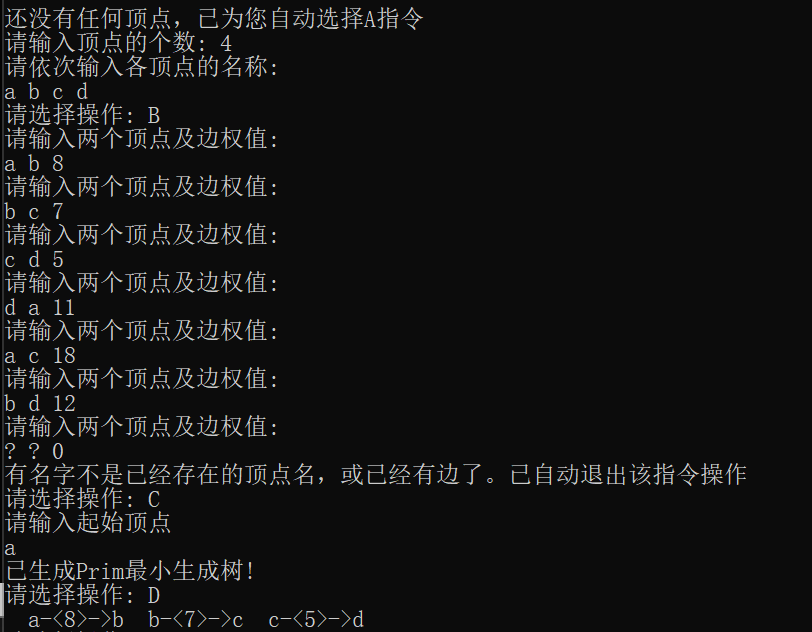 还没有任何顶点，已为您自动选择A指令
请输入顶点的个数: 4
请依次输入各顶点的名称:
a b c d
请选择操作: B
请输入两个顶点及边权值:
a b 8
请输入两个顶点及边权值:
b c 7
请输入两个顶点及边权值:
c d 5
请输入两个顶点及边权值:
d a 11
请输入两个顶点及边权值:
a c 18
请输入两个顶点及边权值:
b d 12
请输入两个顶点及边权值:
? ? 0
有名字不是已经存在的顶点名，或已经有边了。已自动退出该指令操作
请选择操作: C
请输入起始顶点
a
已生成Prim最小生成树!
请选择操作: D
a-<8>->b  b-<7>->c  c-<5>->d